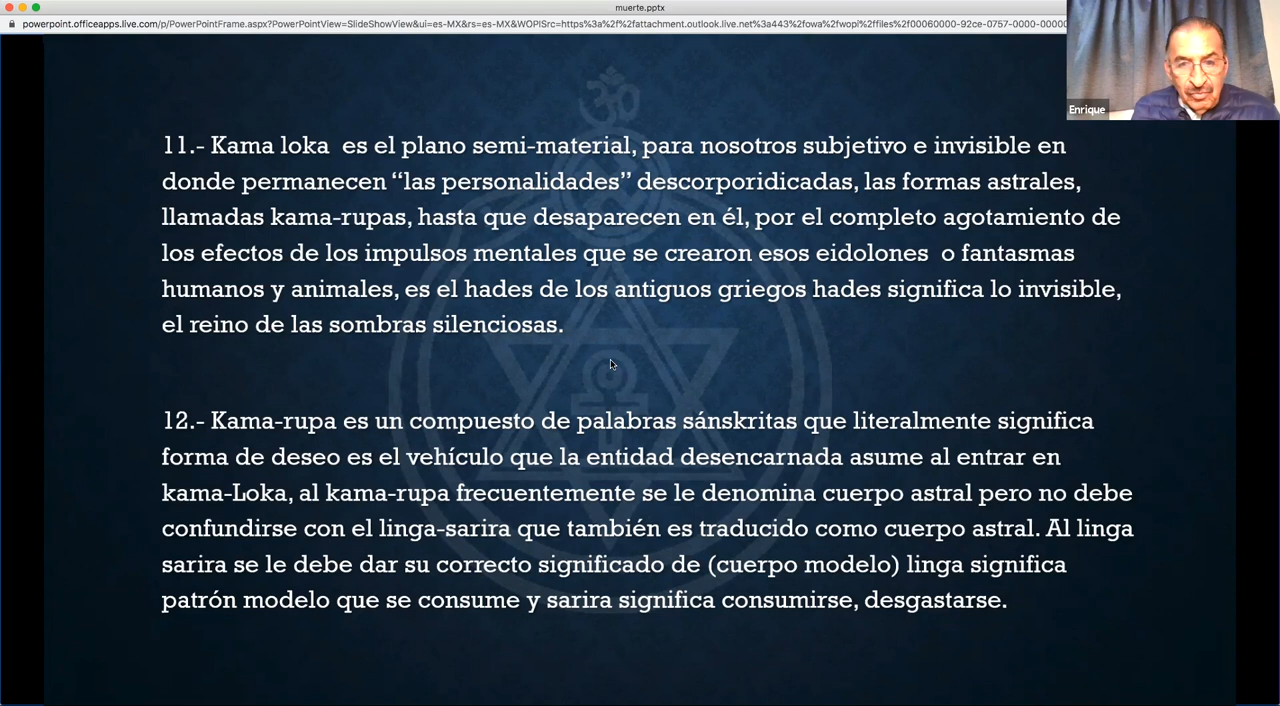 muerte.pptx
powerpoint.officeapps.live.com/p/PowerPointFrame.aspx?PowerPointView=SlideShowView&ui=es-MX&rs=es-MX&WOPISrc=https%3a%2f%2fattachment.outlook.live.net%3a443%2fowa%2fwopi%2ffiles%2f00060000-92ce-0757-0000-00000
Enrique
11.- Kama loka es el plano semi-material, para nosotros subjetivo e invisible en
donde permanecen “las personalidades” descorporidicadas, las formas astrales,
llamadas kama-rupas, hasta que desaparecen en él, por el completo agotamiento de
los efectos de los impulsos mentales que se crearon esos eidolones o fantasmas
humanos y animales, es el hades de los antiguos griegos hades significa lo invisible,
el reino de las sombras silenciosas.
12.- Kama-rupa es un compuesto de palabras sánskritas que literalmente significa
forma de deseo es el vehículo que la entidad desencarnada asume al entrar en
kama-Loka, al kama-rupa frecuentemente se le denomina cuerpo astral pero no debe
confundirse con el linga-sarira que también es traducido como cuerpo astral. Al linga
sarira se le debe dar su correcto significado de (cuerpo modelo) linga significa
patrón modelo que se consume y sarira significa consumirse, desgastarse.